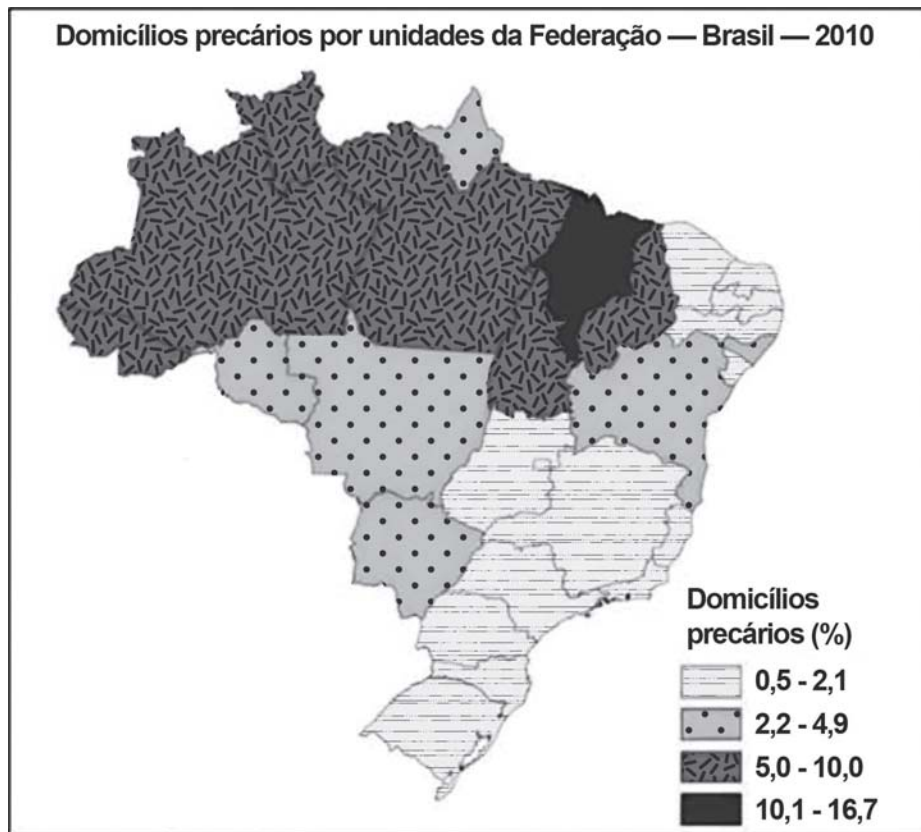 Domicílios precários por unidades da Federação — Brasil — 2010
Domicílios
precários (%)
0,5 - 2,1
2,2 - 4,9
5,0 - 10,0
10,1 - 16,7